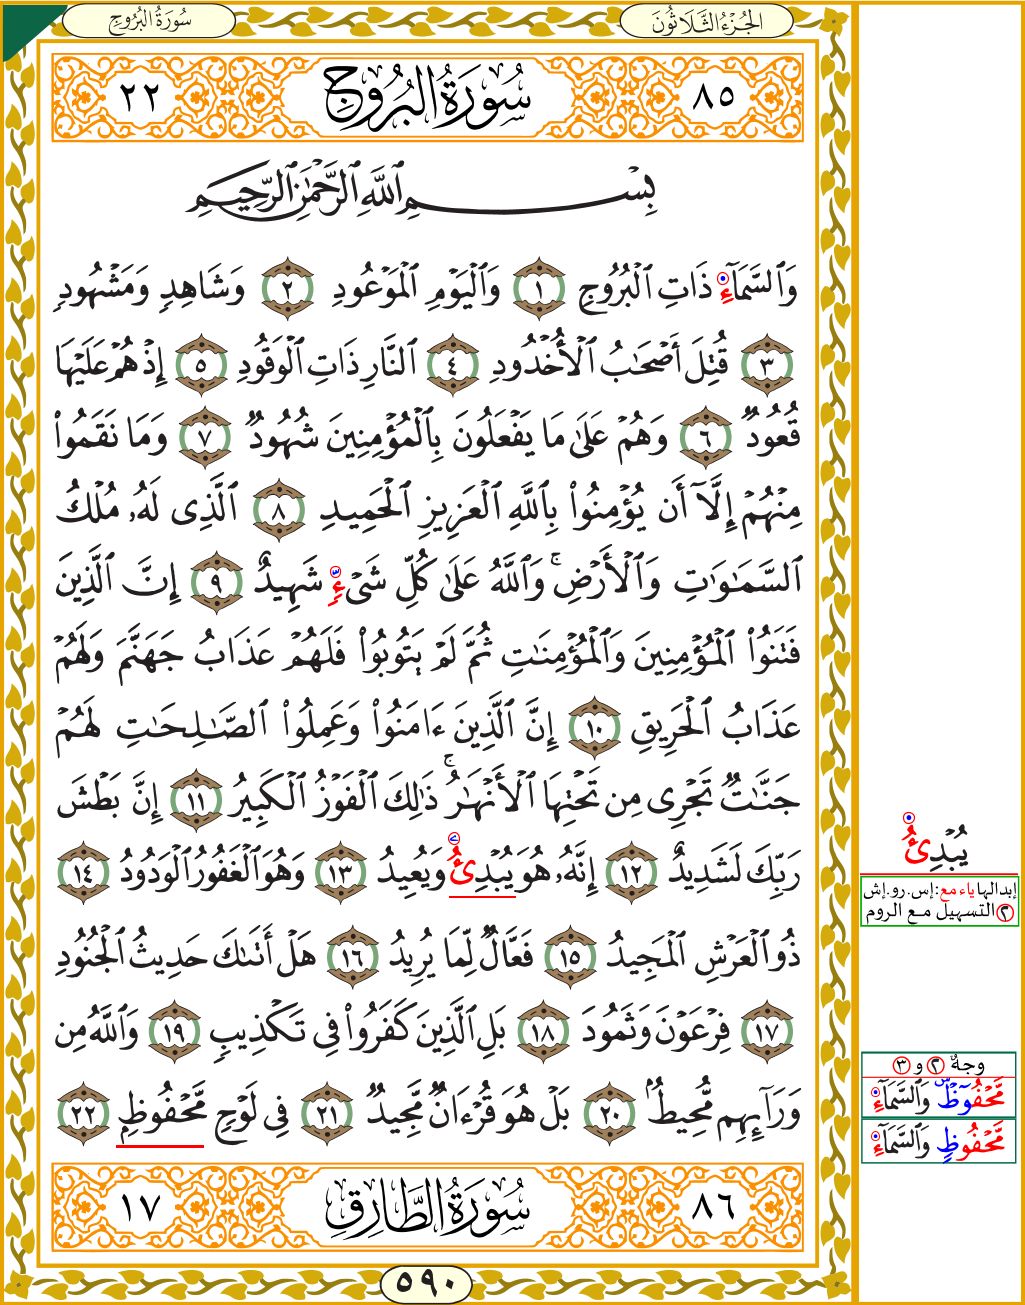 سُورَةُ البُرُوجِ
الجُزْءُ الثَّلَاثُونَ
٨٥ سُورَةُ البُرُوجِ ٢٢
بِسْمِ ٱللَّهِ ٱلرَّحْمَٰنِ ٱلرَّحِيمِ
وَٱلسَّمَآءِ ذَاتِ ٱلْبُرُوجِ ١ وَٱلْيَوْمِ ٱلْمَوْعُودِ ٢ وَشَاهِدٖ وَمَشْهُودٖ
٣ قُتِلَ أَصْحَٰبُ ٱلْأُخْدُودِ ٤ ٱلنَّارِ ذَاتِ ٱلْوَقُودِ ٥ إِذْ هُمْ عَلَيْهَا
قُعُودٞ ٦ وَهُمْ عَلَىٰ مَا يَفْعَلُونَ بِٱلْمُؤْمِنِينَ شُهُودٞ ٧ وَمَا نَقَمُوا۟
مِنْهُمْ إِلَّآ أَن يُؤْمِنُوا۟ بِٱللَّهِ ٱلْعَزِيزِ ٱلْحَمِيدِ ٨ ٱلَّذِى لَهُۥ مُلْكُ
ٱلسَّمَٰوَٰتِ وَٱلْأَرْضِ ۚ وَٱللَّهُ عَلَىٰ كُلِّ شَىْءٖ شَهِيدٌ ٩ إِنَّ ٱلَّذِينَ
فَتَنُوا۟ ٱلْمُؤْمِنِينَ وَٱلْمُؤْمِنَٰتِ ثُمَّ لَمْ يَتُوبُوا۟ فَلَهُمْ عَذَابُ جَهَنَّمَ وَلَهُمْ
عَذَابُ ٱلْحَرِيقِ ١٠ إِنَّ ٱلَّذِينَ ءَامَنُوا۟ وَعَمِلُوا۟ ٱلصَّٰلِحَٰتِ لَهُمْ
جَنَّٰتٞ تَجْرِى مِن تَحْتِهَا ٱلْأَنْهَٰرُ ۚ ذَٰلِكَ ٱلْفَوْزُ ٱلْكَبِيرُ ١١ إِنَّ بَطْشَ
رَبِّكَ لَشَدِيدٌ ١٢ إِنَّهُۥ هُوَ يُبْدِئُ وَيُعِيدُ ١٣ وَهُوَ ٱلْغَفُورُ ٱلْوَدُودُ ١٤
ذُو ٱلْعَرْشِ ٱلْمَجِيدُ ١٥ فَعَّالٞ لِّمَا يُرِيدُ ١٦ هَلْ أَتَىٰكَ حَدِيثُ ٱلْجُنُودِ
١٧ فِرْعَوْنَ وَثَمُودَ ١٨ بَلِ ٱلَّذِينَ كَفَرُوا۟ فِى تَكْذِيبٖ ١٩ وَٱللَّهُ مِن
وَرَآئِهِم مُّحِيطُۢ ٢٠ بَلْ هُوَ قُرْءَانٞ مَّجِيدٞ ٢١ فِى لَوْحٖ مَّحْفُوظِۭ ٢٢
٨٦ سُورَةُ الطَّارِقِ ١٧
٥٩٠
يُبْدِئُ
إبدالها ياء مع: إس. رو. إش
٢ التسهيل مع الروم
وجهٌ ٢ و ٣
مَّحْفُوظٍ وَٱلسَّمَآءِ
مَّحْفُوظٍ وَٱلسَّمَآءِ